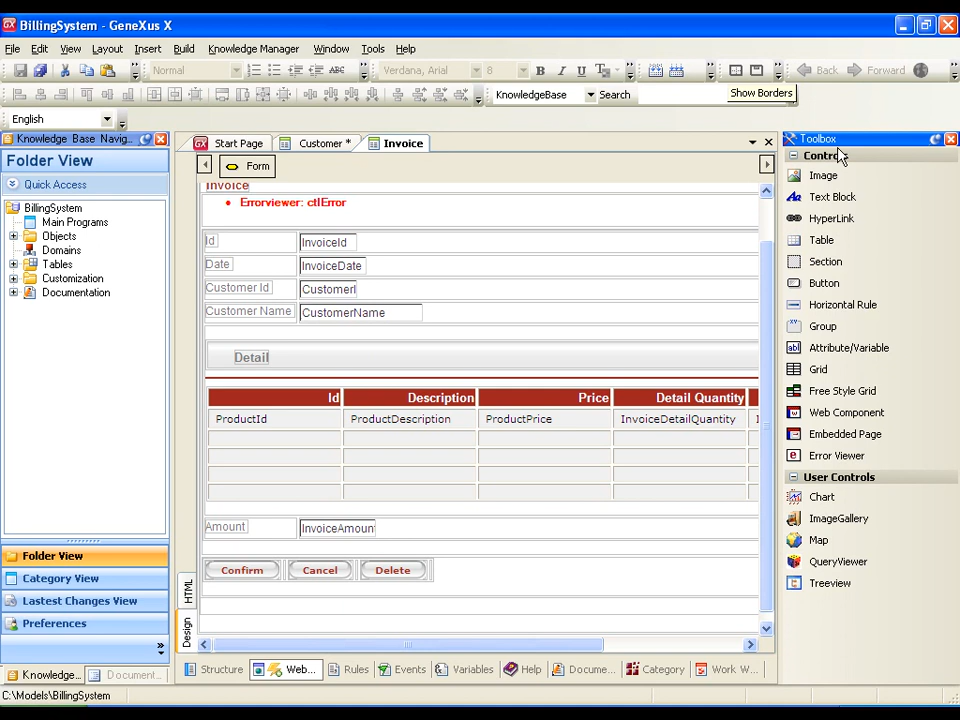 BillingSystem - GeneXus X
File Edit View Layout Insert Build Knowledge Manager Window Tools Help
Normal ABC Verdana, Arial 8 B I U T Back Forward
KnowledgeBase Search Show Borders
English
Knowledge Base Navig...
Folder View
Quick Access
BillingSystem
Main Programs
Objects
Domains
Tables
Customization
Documentation
Folder View
Category View
Lastest Changes View
Preferences
Knowledge... Document...
C:\Models\BillingSystem
Start Page Customer * Invoice
Form
Invoice
Errorviewer: ctlError
Id InvoiceId
Date InvoiceDate
Customer Id CustomerI
Customer Name CustomerName
Detail
Id Description Price Detail Quantity
ProductId ProductDescription ProductPrice InvoiceDetailQuantity I
Amount InvoiceAmoun
Confirm Cancel Delete
HTML
Design
Structure Web... Rules Events Variables Help Docume... Category Work W...
Toolbox
Controls
Image
Text Block
HyperLink
Table
Section
Button
Horizontal Rule
Group
Attribute/Variable
Grid
Free Style Grid
Web Component
Embedded Page
Error Viewer
User Controls
Chart
ImageGallery
Map
QueryViewer
Treeview